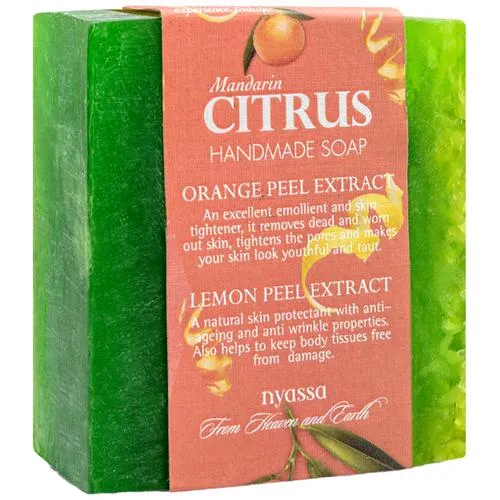 Mandarin
CITRUS
HANDMADE SOAP
ORANGE PEEL EXTRACT
An excellent emollient and skin
tightener, it removes dead and worn
out skin, tightens the pores and makes
your skin look youthful and taut.
LEMON PEEL EXTRACT
A natural skin protectant with anti-
ageing and anti wrinkle properties.
Also helps to keep body tissues free
from damage.
nyassa
From Heaven and Earth